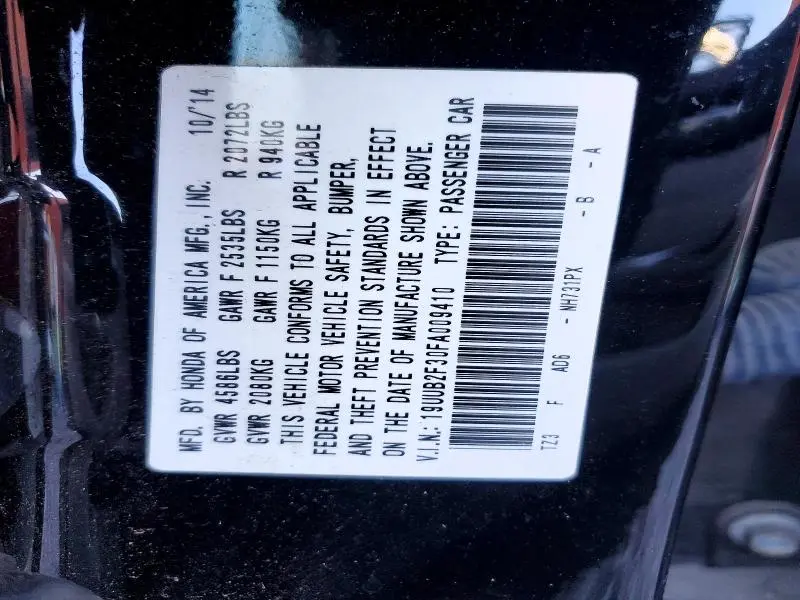 MFD. BY HONDA OF AMERICA MFG., INC. 10/'14
GVWR 4586LBS GAWR F 2535LBS R 2072LBS
GVWR 2080KG GAWR F 1150KG R 940KG
THIS VEHICLE CONFORMS TO ALL APPLICABLE
FEDERAL MOTOR VEHICLE SAFETY, BUMPER,
AND THEFT PREVENTION STANDARDS IN EFFECT
ON THE DATE OF MANUFACTURE SHOWN ABOVE.
V.I.N.: 19UUB2F30FA009410 TYPE: PASSENGER CAR
TZ3 F AD6 - NH731PX - B - A